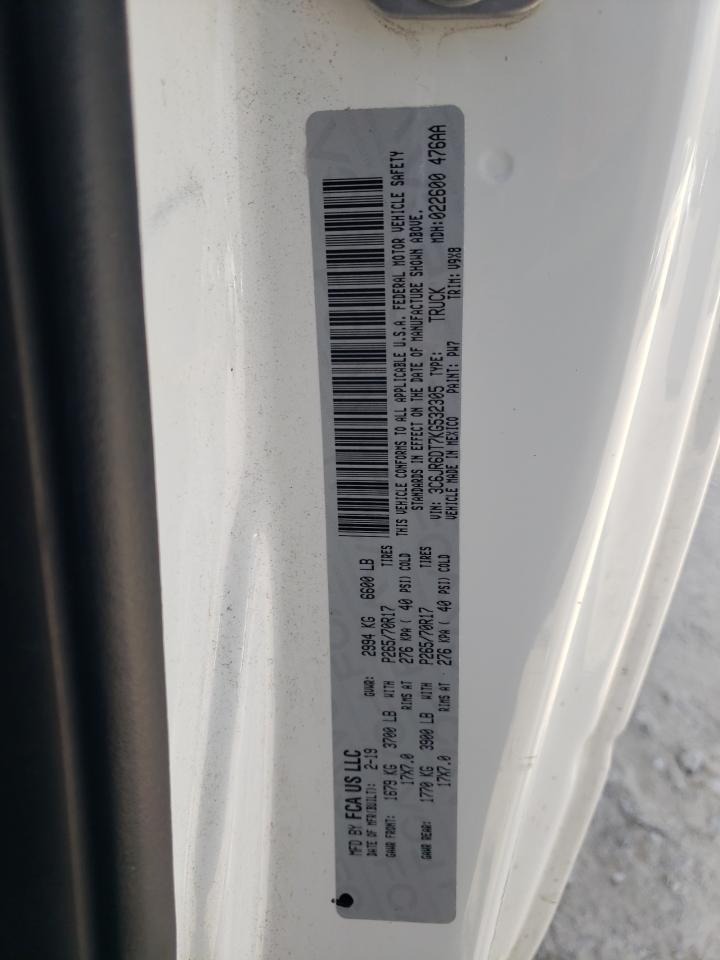 MFD BY FCA US LLC
DATE OF MFR(BUILT): 2-19 GVWR: 2994 KG 6600 LB
GAWR FRONT: 1679 KG 3700 LB WITH P265/70R17 TIRES
17X7.0 RIMS AT 276 KPA ( 40 PSI) COLD
GAWR REAR: 1770 KG 3900 LB WITH P265/70R17 TIRES
17X7.0 RIMS AT 276 KPA ( 40 PSI) COLD
THIS VEHICLE CONFORMS TO ALL APPLICABLE U.S.A. FEDERAL MOTOR VEHICLE SAFETY
STANDARDS IN EFFECT ON THE DATE OF MANUFACTURE SHOWN ABOVE.
VIN: 3C6JR6DT7KG532305 TYPE: TRUCK MDH:022600 476AA
VEHICLE MADE IN MEXICO PAINT: PW7 TRIM: V9X8